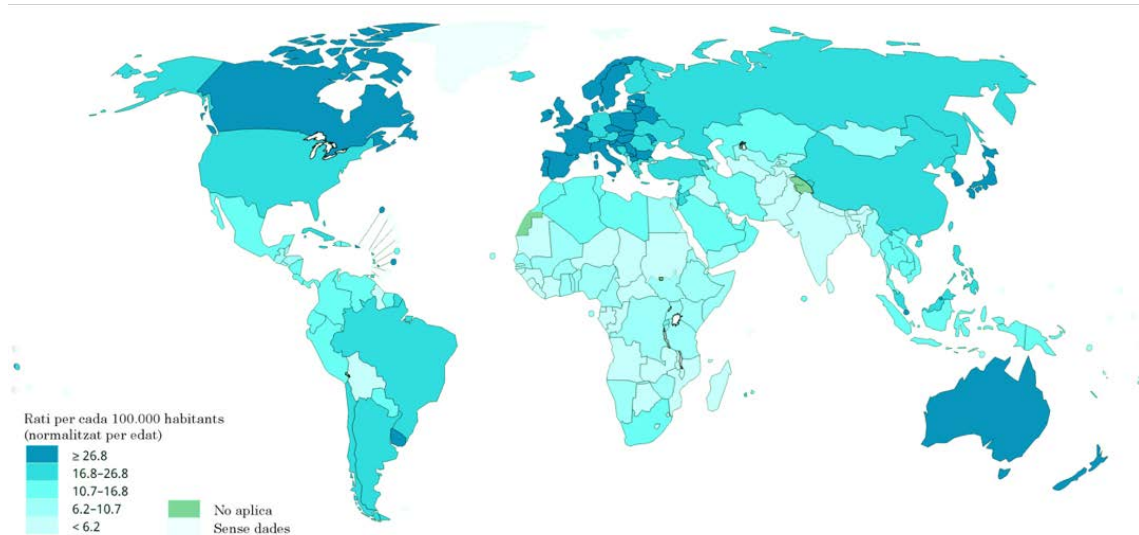 Rati per cada 100.000 habitants
(normalitzat per edat)
≥ 26.8
16.8–26.8
10.7–16.8
6.2–10.7
< 6.2
No aplica
Sense dades